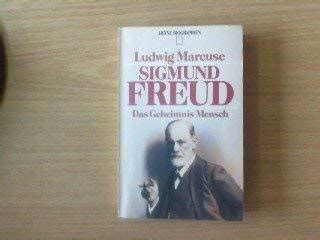 HEYNE BIOGRAPHIEN
Ludwig Marcuse
SIGMUND
FREUD
Das Geheimnis Mensch